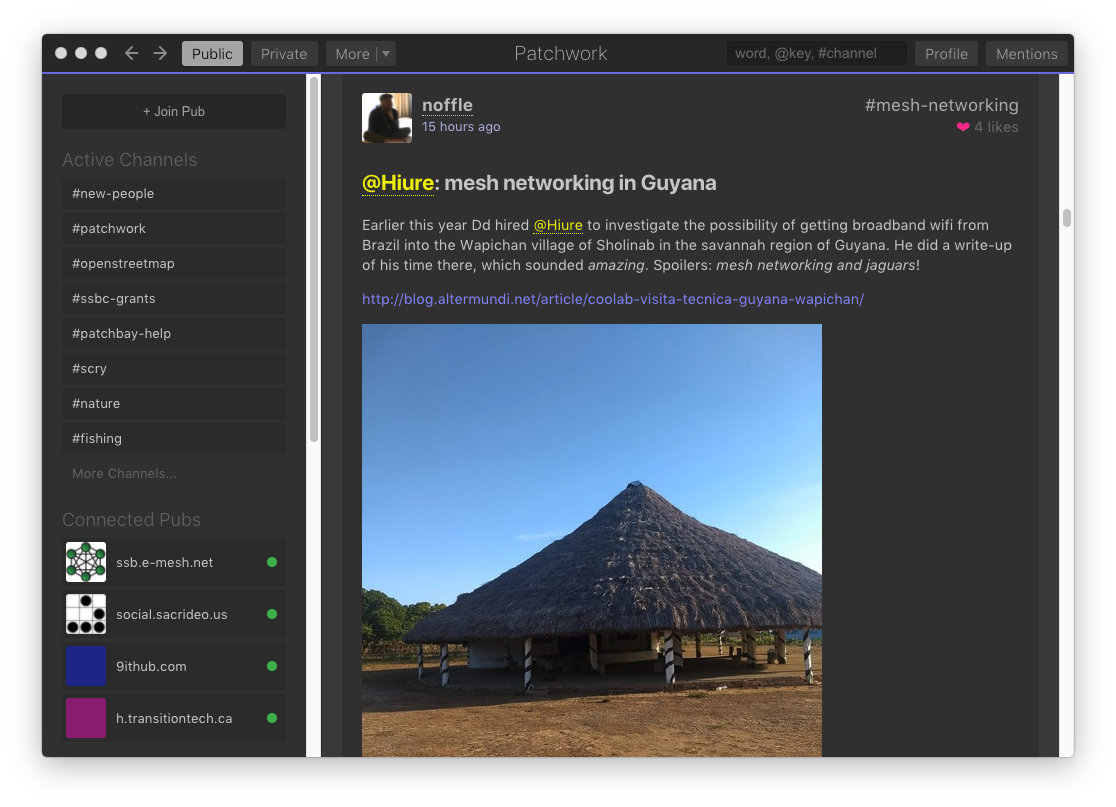 Public
Private
More
Patchwork
word, @key, #channel
Profile
Mentions
+ Join Pub
Active Channels
#new-people
#patchwork
#openstreetmap
#ssbc-grants
#patchbay-help
#scry
#nature
#fishing
More Channels...
Connected Pubs
ssb.e-mesh.net
social.sacrideo.us
9ithub.com
h.transitiontech.ca
noffle
15 hours ago
#mesh-networking
❤ 4 likes
@Hiure: mesh networking in Guyana
Earlier this year Dd hired @Hiure to investigate the possibility of getting broadband wifi from
Brazil into the Wapichan village of Sholinab in the savannah region of Guyana. He did a write-up
of his time there, which sounded amazing. Spoilers: mesh networking and jaguars!
http://blog.altermundi.net/article/coolab-visita-tecnica-guyana-wapichan/